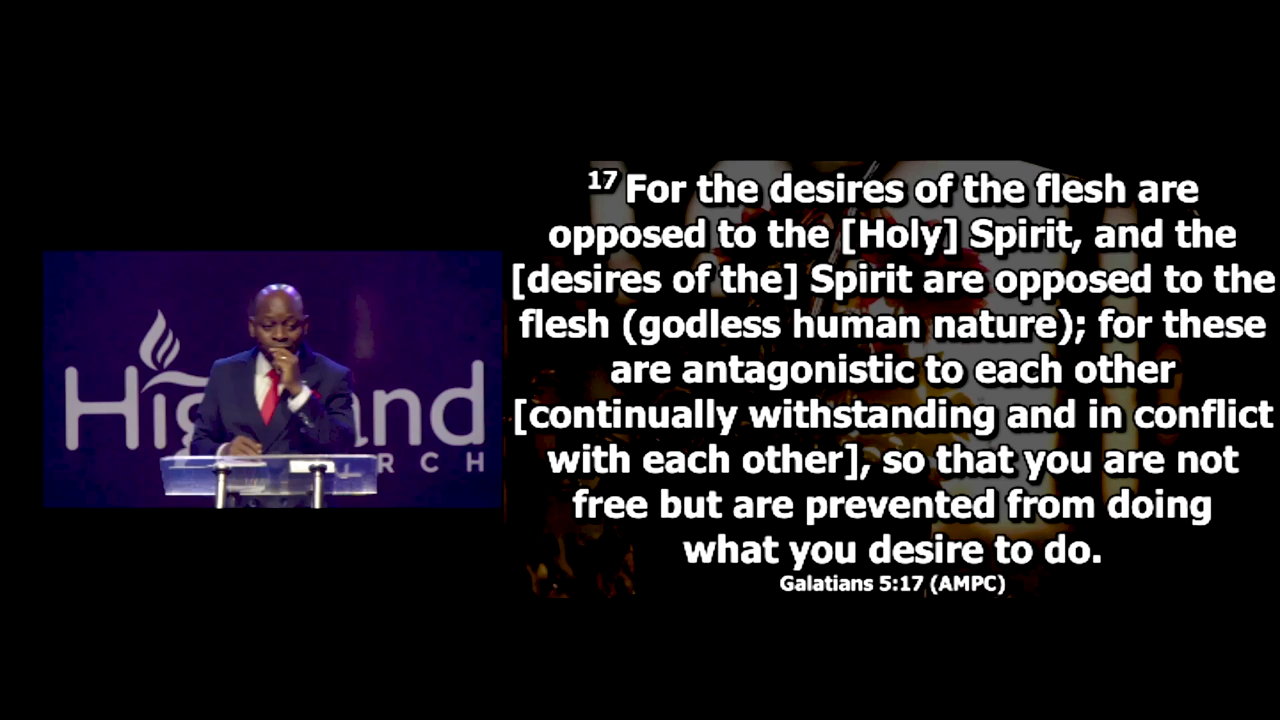 Hig and
R C H
17 For the desires of the flesh are
opposed to the [Holy] Spirit, and the
[desires of the] Spirit are opposed to the
flesh (godless human nature); for these
are antagonistic to each other
[continually withstanding and in conflict
with each other], so that you are not
free but are prevented from doing
what you desire to do.
Galatians 5:17 (AMPC)